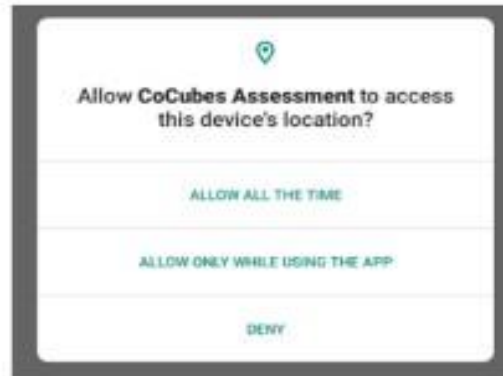 Allow CoCubes Assessment to access
this device's location?
ALLOW ALL THE TIME
ALLOW ONLY WHILE USING THE APP
DENY